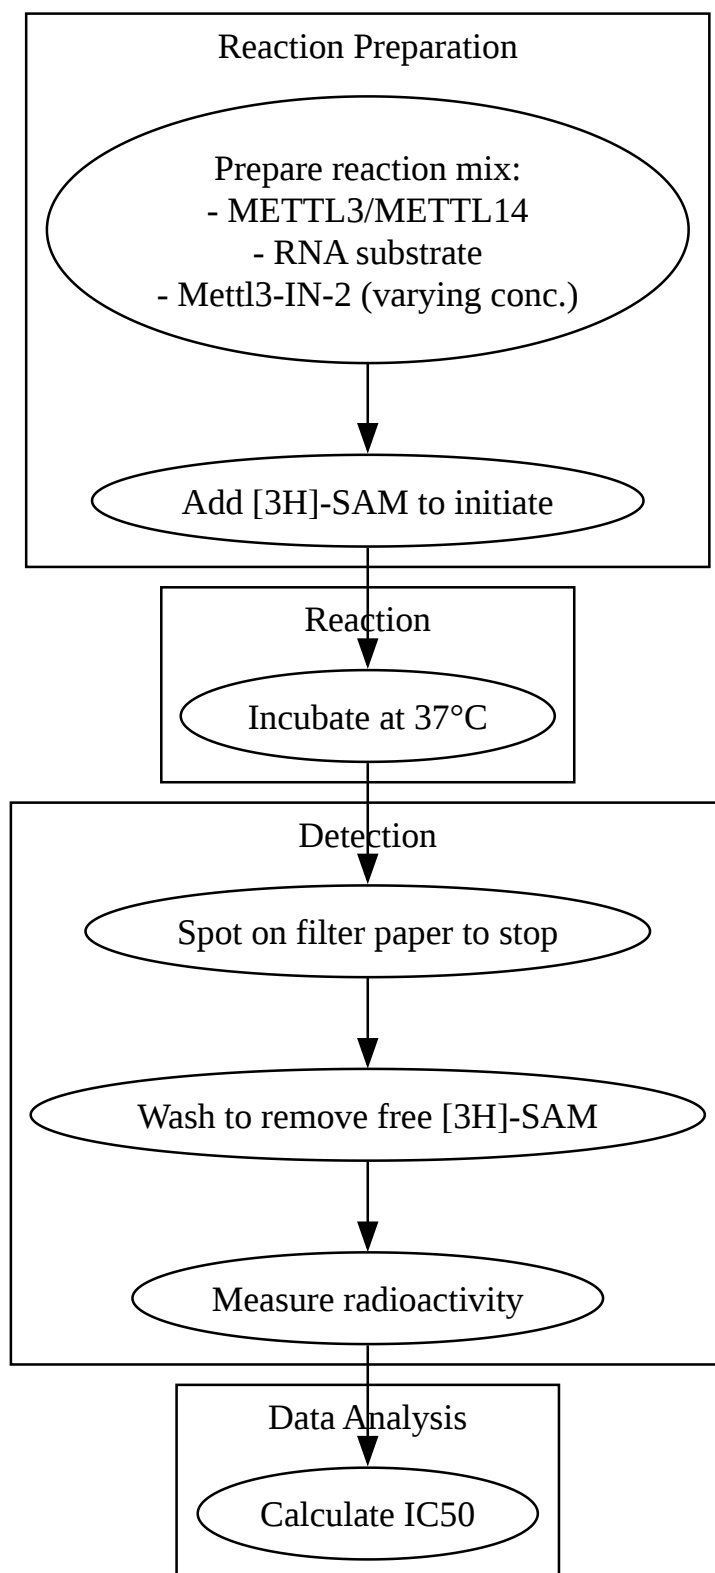 Reaction Preparation
Prepare reaction mix:
- METTL3/METTL14
- RNA substrate
- Mettl3-IN-2 (varying conc.)
Add [3H]-SAM to initiate
Reaction
Incubate at 37°C
Detection
Spot on filter paper to stop
Wash to remove free [3H]-SAM
Measure radioactivity
Data Analysis
Calculate IC50